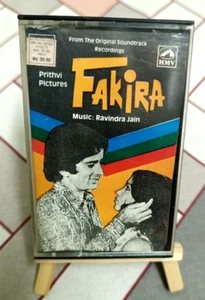 From The Original Soundtrack
Recordings
HMV
Prithvi
Pictures
FAKIRA
Music: Ravindra Jain